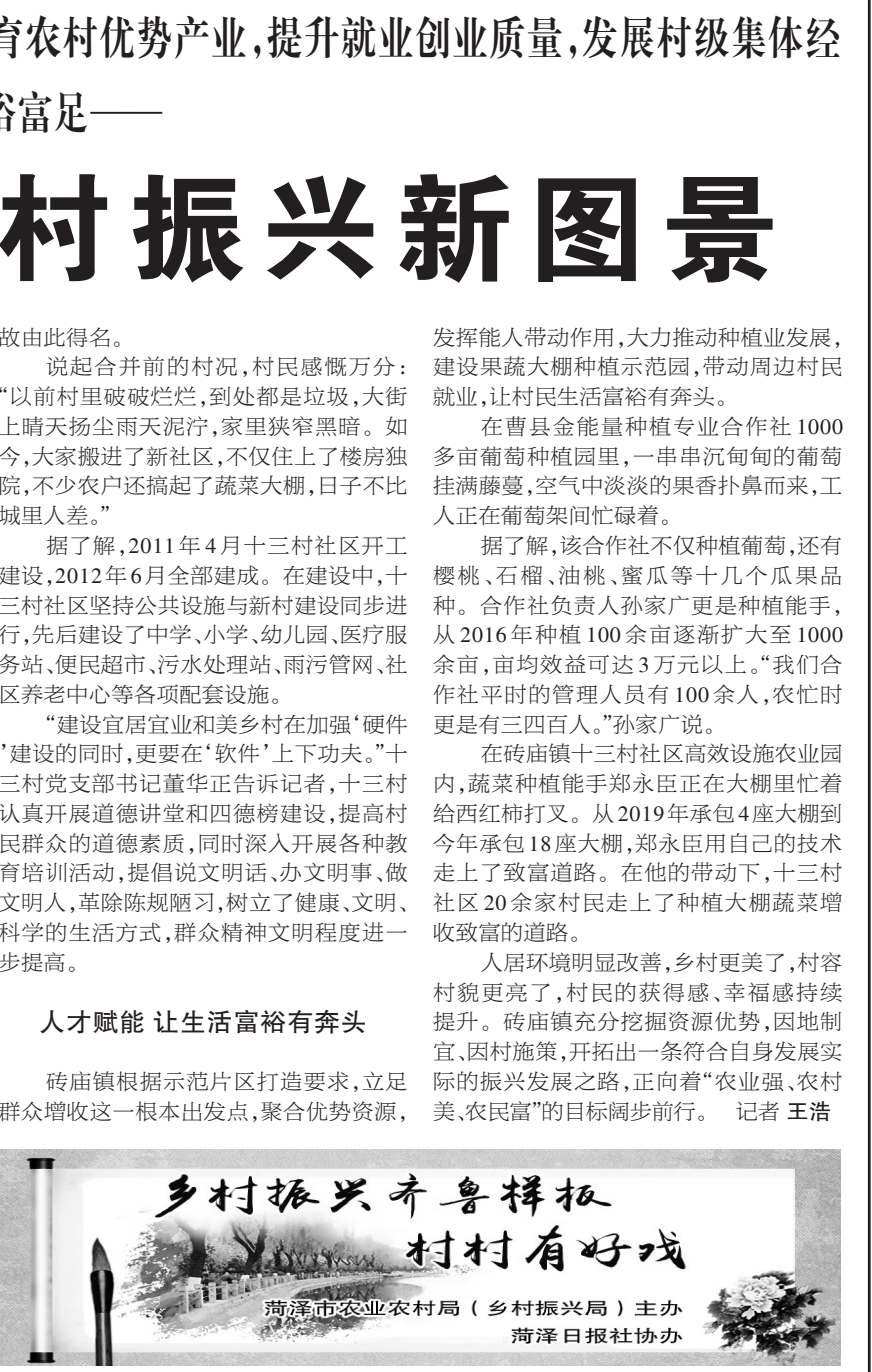 育农村优势产业,提升就业创业质量,发展村级集体经
裕富足——
村振兴新图景
故由此得名。
说起合并前的村况,村民感慨万分:
“以前村里破破烂烂,到处都是垃圾,大街
上晴天扬尘雨天泥泞,家里狭窄黑暗。如
今,大家搬进了新社区,不仅住上了楼房独
院,不少农户还搞起了蔬菜大棚,日子不比
城里人差。”
据了解,2011年4月十三村社区开工
建设,2012年6月全部建成。在建设中,十
三村社区坚持公共设施与新村建设同步进
行,先后建设了中学、小学、幼儿园、医疗服
务站、便民超市、污水处理站、雨污管网、社
区养老中心等各项配套设施。
“建设宜居宜业和美乡村在加强‘硬件
’建设的同时,更要在‘软件’上下功夫。”十
三村党支部书记董华正告诉记者,十三村
认真开展道德讲堂和四德榜建设,提高村
民群众的道德素质,同时深入开展各种教
育培训活动,提倡说文明话、办文明事、做
文明人,革除陈规陋习,树立了健康、文明、
科学的生活方式,群众精神文明程度进一
步提高。
人才赋能 让生活富裕有奔头
砖庙镇根据示范片区打造要求,立足
群众增收这一根本出发点,聚合优势资源,
发挥能人带动作用,大力推动种植业发展,
建设果蔬大棚种植示范园,带动周边村民
就业,让村民生活富裕有奔头。
在曹县金能量种植专业合作社1000
多亩葡萄种植园里,一串串沉甸甸的葡萄
挂满藤蔓,空气中淡淡的果香扑鼻而来,工
人正在葡萄架间忙碌着。
据了解,该合作社不仅种植葡萄,还有
樱桃、石榴、油桃、蜜瓜等十几个瓜果品
种。合作社负责人孙家广更是种植能手,
从2016年种植100余亩逐渐扩大至1000
余亩,亩均效益可达3万元以上。“我们合
作社平时的管理人员有100余人,农忙时
更是有三四百人。”孙家广说。
在砖庙镇十三村社区高效设施农业园
内,蔬菜种植能手郑永臣正在大棚里忙着
给西红柿打叉。从2019年承包4座大棚到
今年承包18座大棚,郑永臣用自己的技术
走上了致富道路。在他的带动下,十三村
社区20余家村民走上了种植大棚蔬菜增
收致富的道路。
人居环境明显改善,乡村更美了,村容
村貌更亮了,村民的获得感、幸福感持续
提升。砖庙镇充分挖掘资源优势,因地制
宜、因村施策,开拓出一条符合自身发展实
际的振兴发展之路,正向着“农业强、农村
美、农民富”的目标阔步前行。 记者 王浩
乡村振兴齐鲁样板
村村有好戏
菏泽市农业农村局(乡村振兴局)主办
菏泽日报社协办